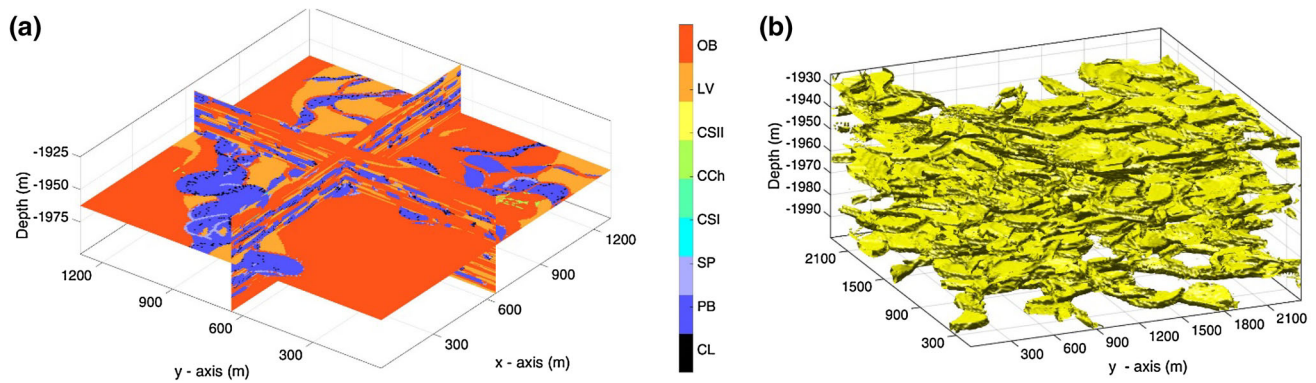 (a)
-1925
-1950
-1975
Depth (m)
1200
900
600
300
y - axis (m)
300
600
900
1200
x - axis (m)
OB
LV
CSII
CCh
CSI
SP
PB
CL
(b)
-1930
-1940
-1950
-1960
-1970
-1980
-1990
Depth (m)
2100
1500
900
300
300
600
900
1200
1500
1800
2100
y - axis (m)